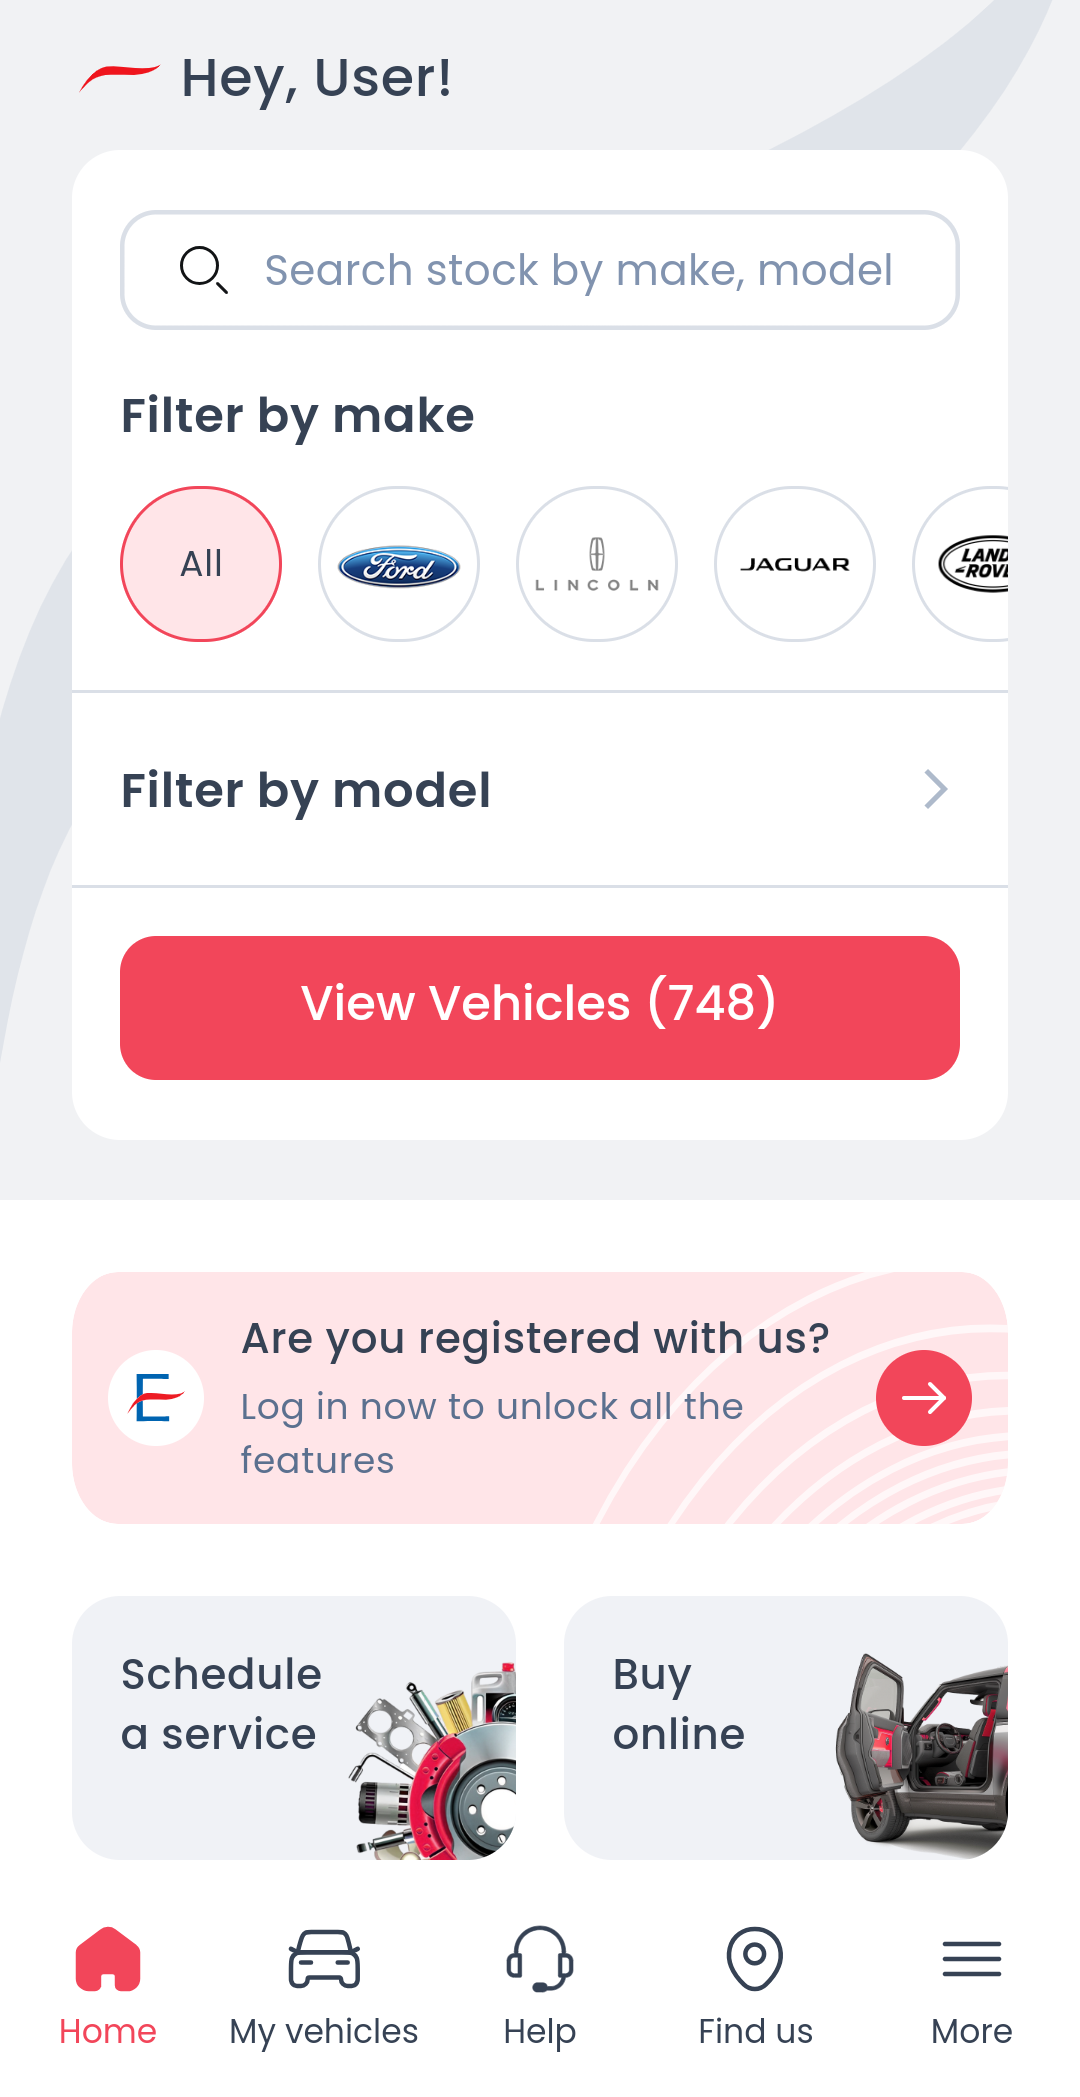 Hey, User!
Search stock by make, model
Filter by make
All
Ford
LINCOLN
JAGUAR
LAND
ROVE
Filter by model
View Vehicles (748)
Are you registered with us?
E
Log in now to unlock all the
features
Schedule
a service
Buy
online
Home
My vehicles
Help
Find us
More